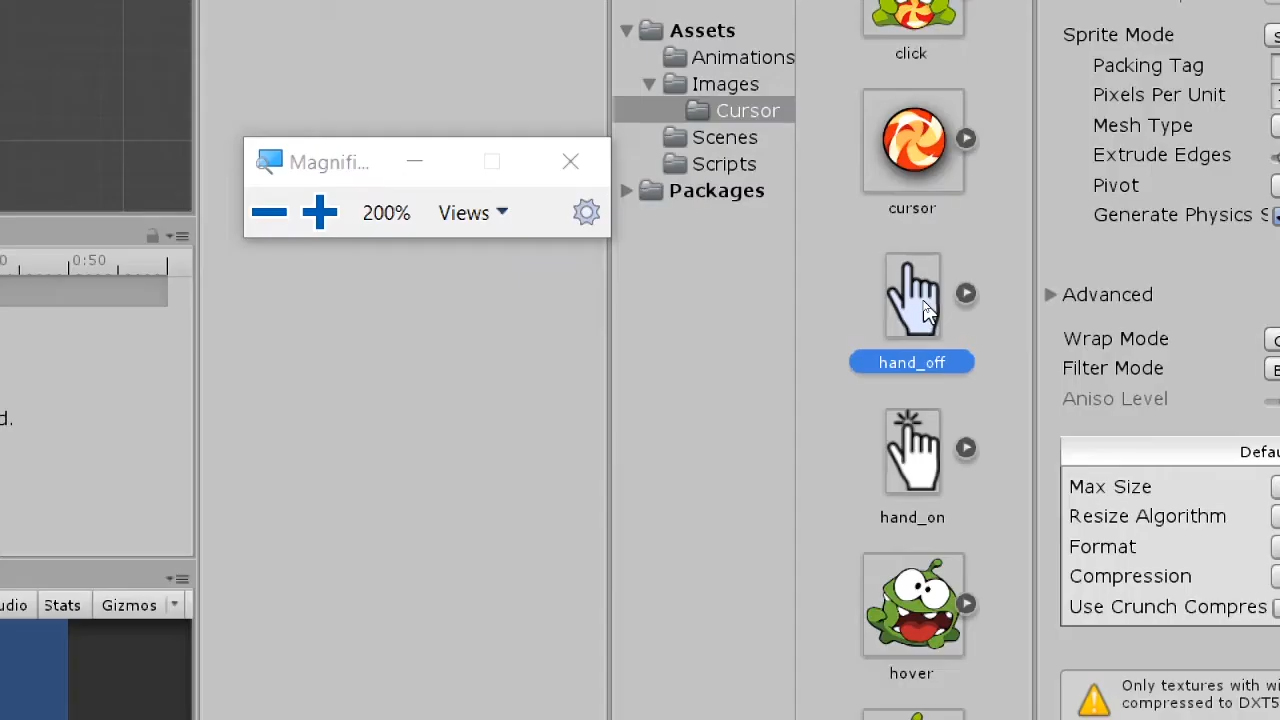 Assets
Animations
Images
Cursor
Scenes
Scripts
Packages
Magnifi...
200%
Views
0:50
d.
Stats
Gizmos
click
cursor
hand_off
hand_on
hover
Sprite Mode
Packing Tag
Pixels Per Unit
Mesh Type
Extrude Edges
Pivot
Generate Physics S
Advanced
Wrap Mode
Filter Mode
Aniso Level
Defau
Max Size
Resize Algorithm
Format
Compression
Use Crunch Compres
Only textures with wi
compressed to DXT5